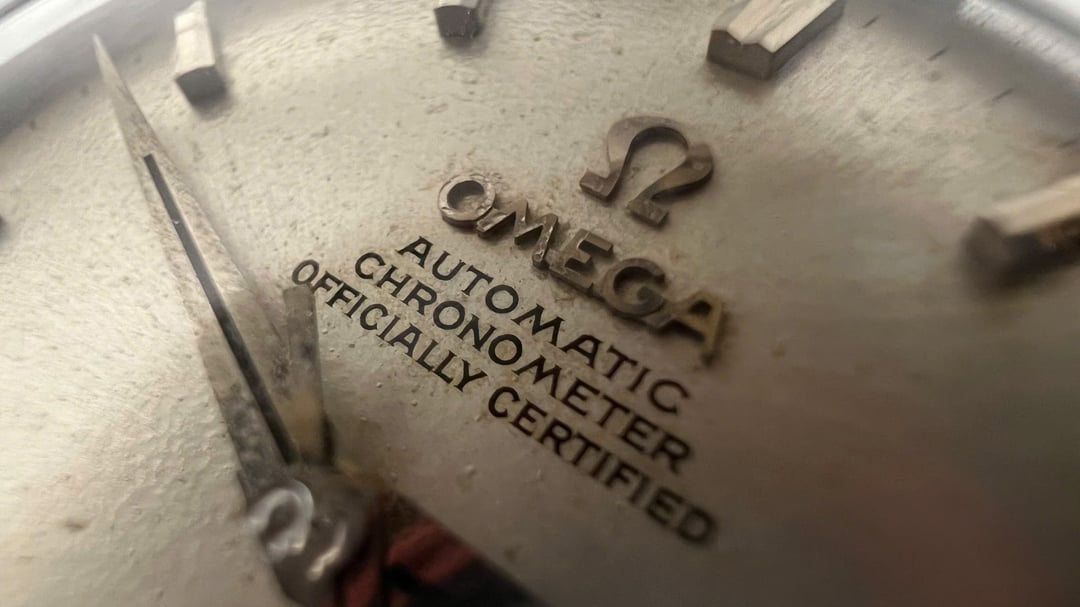 Ω
OMEGA
AUTOMATIC
CHRONOMETER
OFFICIALLY CERTIFIED